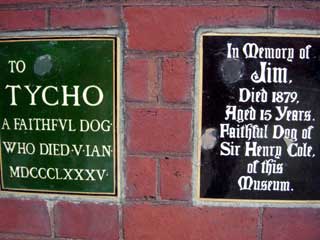 TO
TYCHO
A FAITHFVL DOG
WHO DIED·V·IAN
MDCCCLXXXV·
In Memory of
Jim,
Died 1879,
Aged 15 Years.
Faithful Dog of
Sir Henry Cole,
of this
Museum.